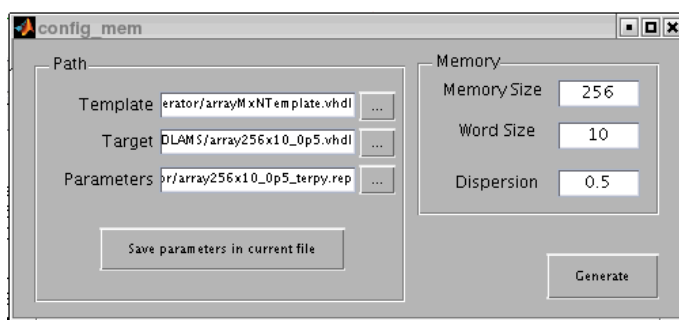 config_mem
Path
Template erator/arrayMxNTemplate.vhdl ...
Target DLAMS/array256x10_0p5.vhdl ...
Parameters or/array256x10_0p5_terpy.rep ...
Save parameters in current file
Memory
Memory Size 256
Word Size 10
Dispersion 0.5
Generate